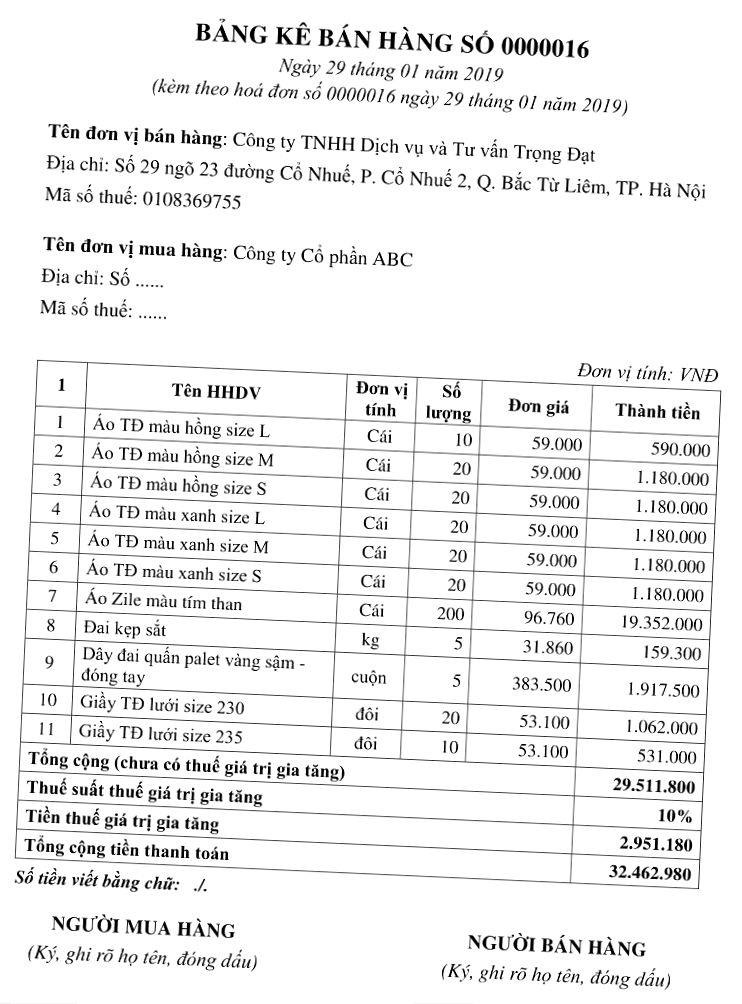 BẢNG KÊ BÁN HÀNG SỐ 0000016
Ngày 29 tháng 01 năm 2019
(kèm theo hoá đơn số 0000016 ngày 29 tháng 01 năm 2019)
Tên đơn vị bán hàng: Công ty TNHH Dịch vụ và Tư vấn Trọng Đạt
Địa chỉ: Số 29 ngõ 23 đường Cổ Nhuế, P. Cổ Nhuế 2, Q. Bắc Từ Liêm, TP. Hà Nội
Mã số thuế: 0108369755
Tên đơn vị mua hàng: Công ty Cổ phần ABC
Địa chỉ: Số ......
Mã số thuế: ......
Đơn vị tính: VNĐ
1 Tên HHDV Đơn vị tính Số lượng Đơn giá Thành tiền
1 Áo TĐ màu hồng size L Cái 10 59.000 590.000
2 Áo TĐ màu hồng size M Cái 20 59.000 1.180.000
3 Áo TĐ màu hồng size S Cái 20 59.000 1.180.000
4 Áo TĐ màu xanh size L Cái 20 59.000 1.180.000
5 Áo TĐ màu xanh size M Cái 20 59.000 1.180.000
6 Áo TĐ màu xanh size S Cái 20 59.000 1.180.000
7 Áo Zile màu tím than Cái 200 96.760 19.352.000
8 Đai kẹp sắt kg 5 31.860 159.300
9 Dây đai quấn palet vàng sậm - đóng tay cuộn 5 383.500 1.917.500
10 Giầy TĐ lưới size 230 đôi 20 53.100 1.062.000
11 Giầy TĐ lưới size 235 đôi 10 53.100 531.000
Tổng cộng (chưa có thuế giá trị gia tăng) 29.511.800
Thuế suất thuế giá trị gia tăng 10%
Tiền thuế giá trị gia tăng 2.951.180
Tổng cộng tiền thanh toán 32.462.980
Số tiền viết bằng chữ: ./.
NGƯỜI MUA HÀNG
(Ký, ghi rõ họ tên, đóng dấu)
NGƯỜI BÁN HÀNG
(Ký, ghi rõ họ tên, đóng dấu)